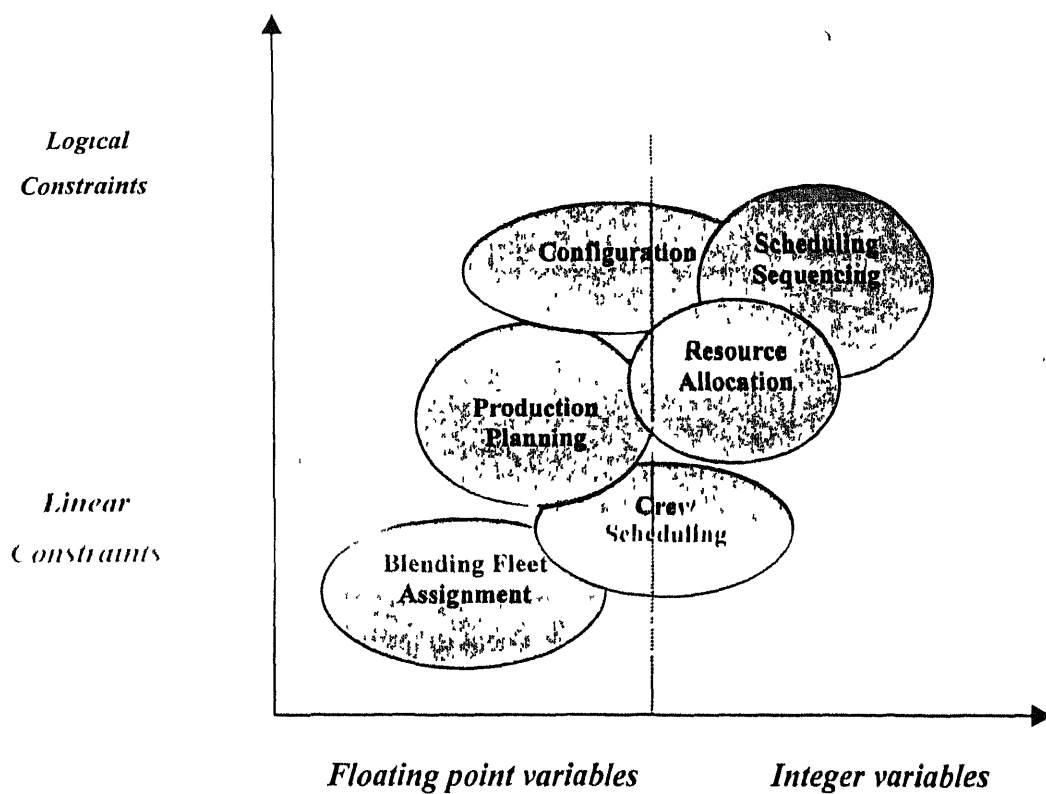 Logical
Constraints
Configuration
Scheduling
Sequencing
Resource
Allocation
Production
Planning
Linear
Constraints
Crew
Scheduling
Blending Fleet
Assignment
Floating point variables
Integer variables